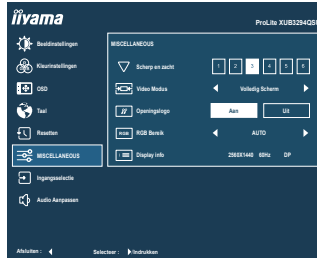 iiyama
ProLite XUB3294QS
Beeldinstellingen
MISCELLANEOUS
Kleurinstellingen
Scherp en zacht 1 2 3 4 5 6
OSD
Video Modus Volledig Scherm
Taal
Openingslogo Aan Uit
Resetten
RGB RGB Bereik AUTO
MISCELLANEOUS
Display info 2560X1440 60Hz DP
Ingangsselectie
Audio Aanpassen
Afsluiten : Selecteer : Indrukken